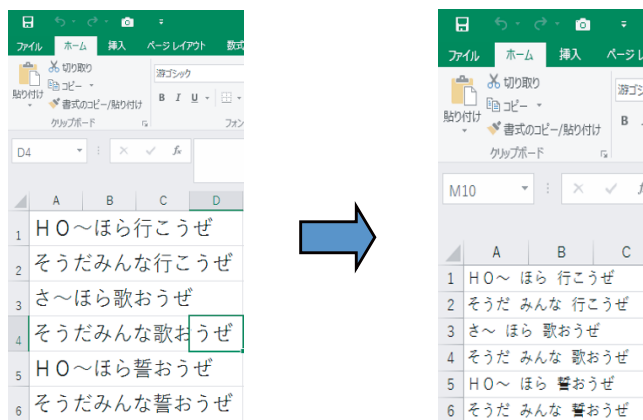 ファイル ホーム 挿入 ページ レイアウト 数式
切り取り
コピー
貼り付け
書式のコピー/貼り付け
クリップボード
游ゴシック
B I U
フォン
D4
fx
A B C D
1 HO～ほら行こうぜ
2 そうだみんな行こうぜ
3 さ～ほら歌おうぜ
4 そうだみんな歌おうぜ
5 HO～ほら誓おうぜ
6 そうだみんな誓おうぜ
ファイル ホーム 挿入 ページ レ
切り取り
コピー
貼り付け
書式のコピー/貼り付け
クリップボード
游ゴシ
B
M10
A B C
1 HO～ ほら 行こうぜ
2 そうだ みんな 行こうぜ
3 さ～ ほら 歌おうぜ
4 そうだ みんな 歌おうぜ
5 HO～ ほら 誓おうぜ
6 そうだ みんな 誓おうぜ